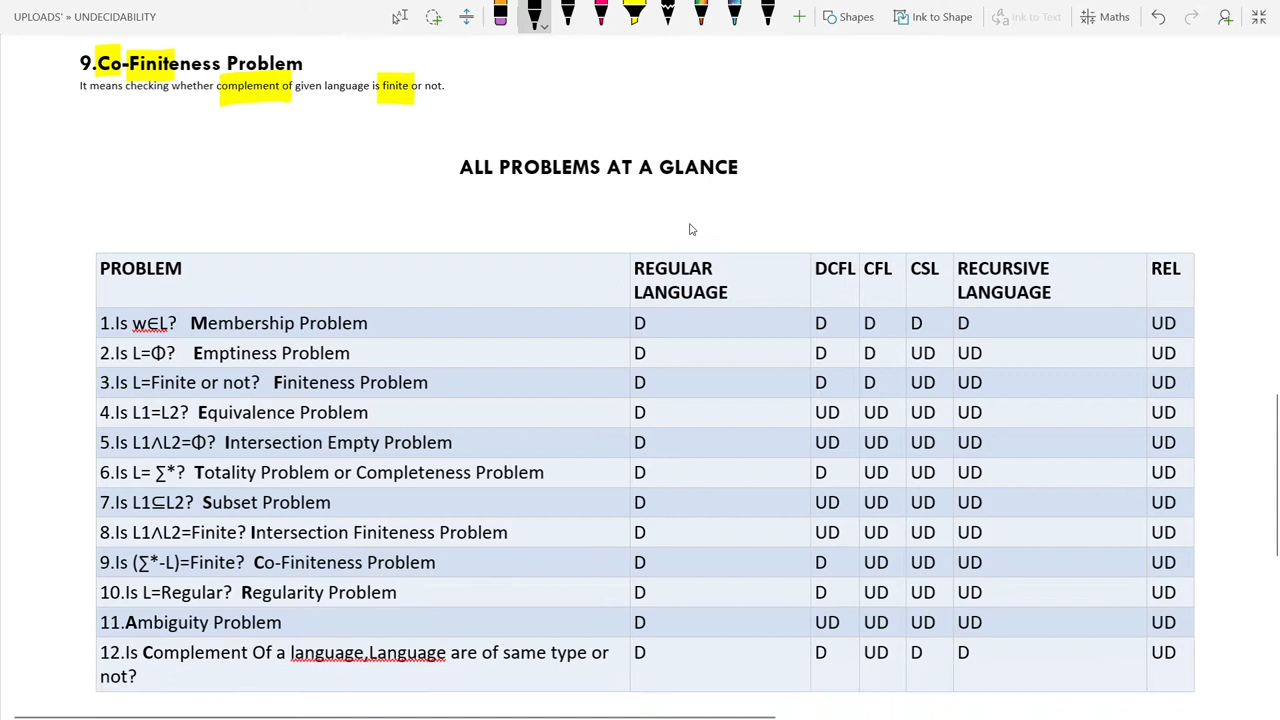 UPLOADS' » UNDECIDABILITY
Shapes
Ink to Shape
Ink to Text
Maths
9.Co-Finiteness Problem
It means checking whether complement of given language is finite or not.
ALL PROBLEMS AT A GLANCE
PROBLEM REGULAR LANGUAGE DCFL CFL CSL RECURSIVE LANGUAGE REL
1.Is w∈L? Membership Problem D D D D D UD
2.Is L=Φ? Emptiness Problem D D D UD UD UD
3.Is L=Finite or not? Finiteness Problem D D D UD UD UD
4.Is L1=L2? Equivalence Problem D UD UD UD UD UD
5.Is L1∧L2=Φ? Intersection Empty Problem D UD UD UD UD UD
6.Is L= ∑*? Totality Problem or Completeness Problem D D UD UD UD UD
7.Is L1⊆L2? Subset Problem D UD UD UD UD UD
8.Is L1∧L2=Finite? Intersection Finiteness Problem D UD UD UD UD UD
9.Is (∑*-L)=Finite? Co-Finiteness Problem D D UD UD UD UD
10.Is L=Regular? Regularity Problem D D UD UD UD UD
11.Ambiguity Problem D UD UD UD UD UD
12.Is Complement Of a language,Language are of same type or D D UD D D UD
not?